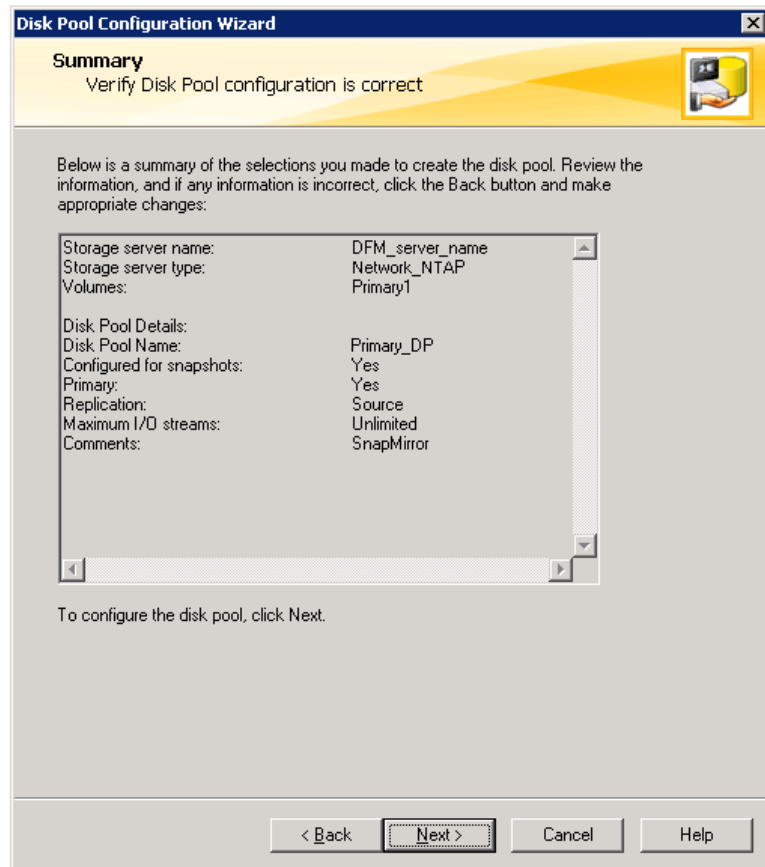 Disk Pool Configuration Wizard
Summary
Verify Disk Pool configuration is correct
Below is a summary of the selections you made to create the disk pool. Review the
information, and if any information is incorrect, click the Back button and make
appropriate changes:
Storage server name: DFM_server_name
Storage server type: Network_NTAP
Volumes: Primary1
Disk Pool Details:
Disk Pool Name: Primary_DP
Configured for snapshots: Yes
Primary: Yes
Replication: Source
Maximum I/O streams: Unlimited
Comments: SnapMirror
To configure the disk pool, click Next.
< Back Next > Cancel Help